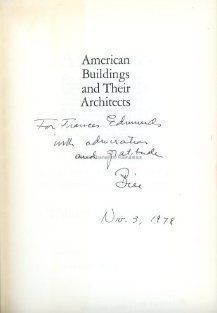 American
Buildings
and Their
Architects
For Frances Edmunds
with admiration
and gratitude
Bill
Nov. 3, 1978